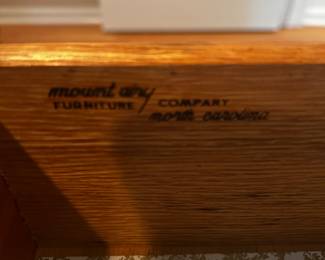 mount airy
FURNITURE COMPANY
north carolina